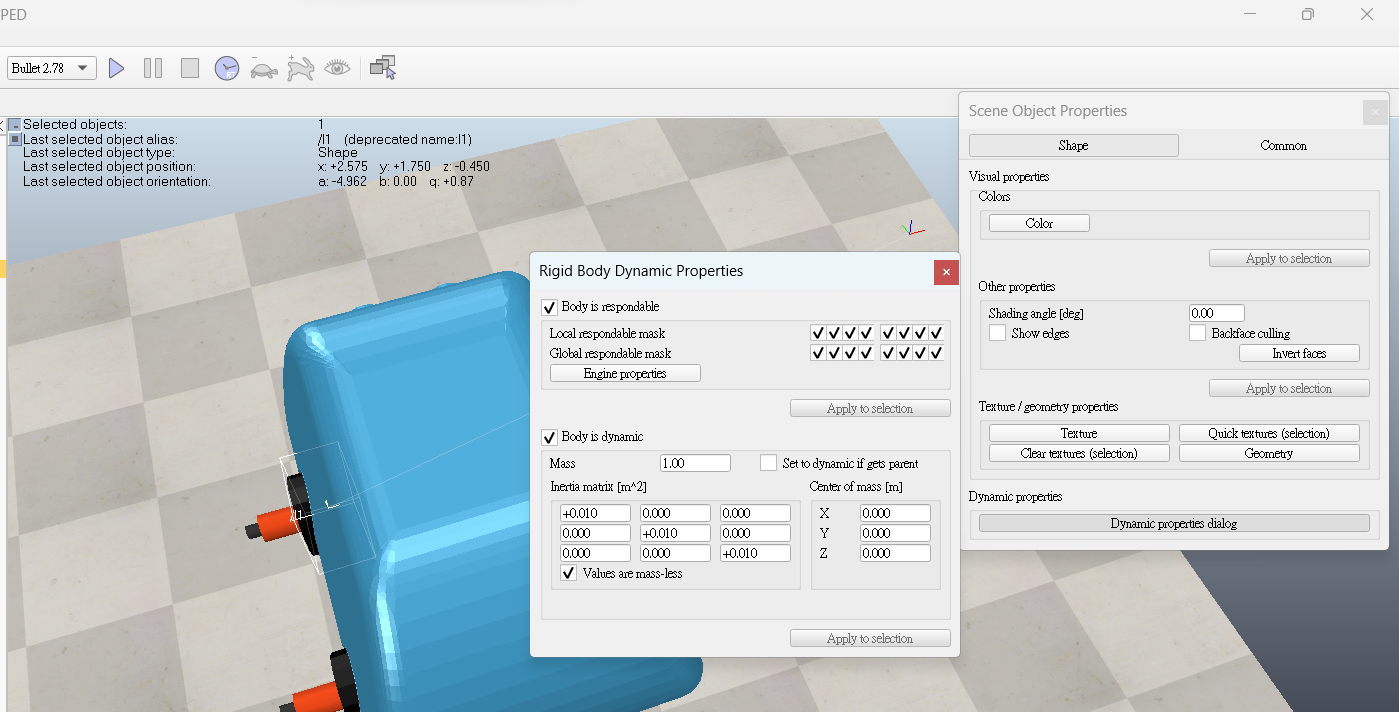 PED
Bullet 2.78
RT
Selected objects: 1
Last selected object alias: /l1 (deprecated name:l1)
Last selected object type: Shape
Last selected object position: x: +2.575 y: +1.750 z: -0.450
Last selected object orientation: a: -4.962 b: 0.00 g: +0.87
/l1
Rigid Body Dynamic Properties
Body is respondable
Local respondable mask
Global respondable mask
Engine properties
Apply to selection
Body is dynamic
Mass 1.00 Set to dynamic if gets parent
Inertia matrix [m^2] Center of mass [m]
+0.010 0.000 0.000 X 0.000
0.000 +0.010 0.000 Y 0.000
0.000 0.000 +0.010 Z 0.000
Values are mass-less
Apply to selection
Scene Object Properties
Shape Common
Visual properties
Colors
Color
Apply to selection
Other properties
Shading angle [deg] 0.00
Show edges Backface culling
Invert faces
Apply to selection
Texture / geometry properties
Texture Quick textures (selection)
Clear textures (selection) Geometry
Dynamic properties
Dynamic properties dialog